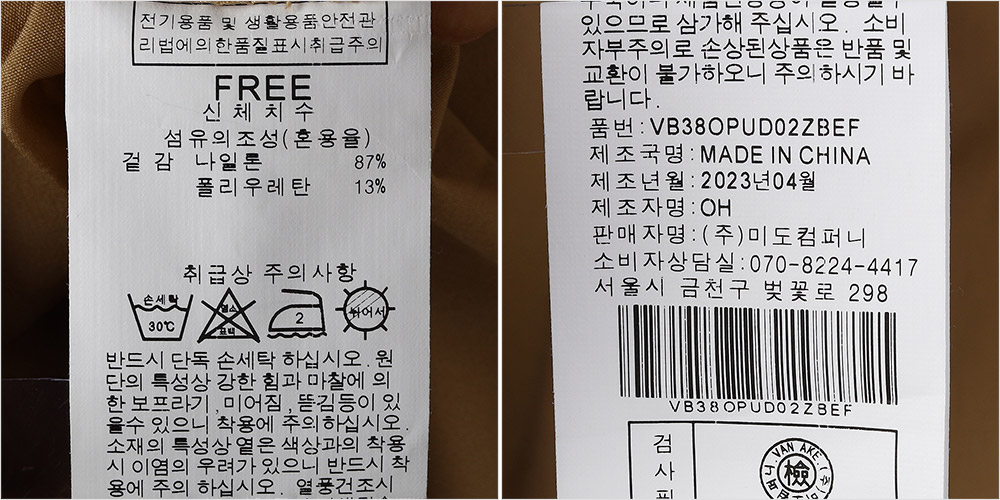 전기용품 및 생활용품안전관
리법에의한품질표시취급주의
FREE
신체치수
섬유의조성(혼용율)
겉감 나일론 87%
폴리우레탄 13%
취급상 주의사항
손세탁
30℃
염소
표백
2
뉘어서
반드시 단독 손세탁 하십시오. 원
단의 특성상 강한 힘과 마찰에 의
한 보프라기, 미어짐, 뜯김등이 있
을수 있으니 착용에 주의하십시오.
소재의 특성상 옅은 색상과의 착용
시 이염의 우려가 있으니 반드시 착
용에 주의 하십시오. 열풍건조시
있으므로 삼가해 주십시오. 소비
자부주의로 손상된상품은 반품 및
교환이 불가하오니 주의하시기 바
랍니다.
품번:VB38OPUD02ZBEF
제조국명:MADE IN CHINA
제조년월:2023년04월
제조자명:OH
판매자명:(주)미도컴퍼니
소비자상담실:070-8224-4417
서울시 금천구 벚꽃로 298
VB38OPUD02ZBEF
검
사
VAN AKE
檢